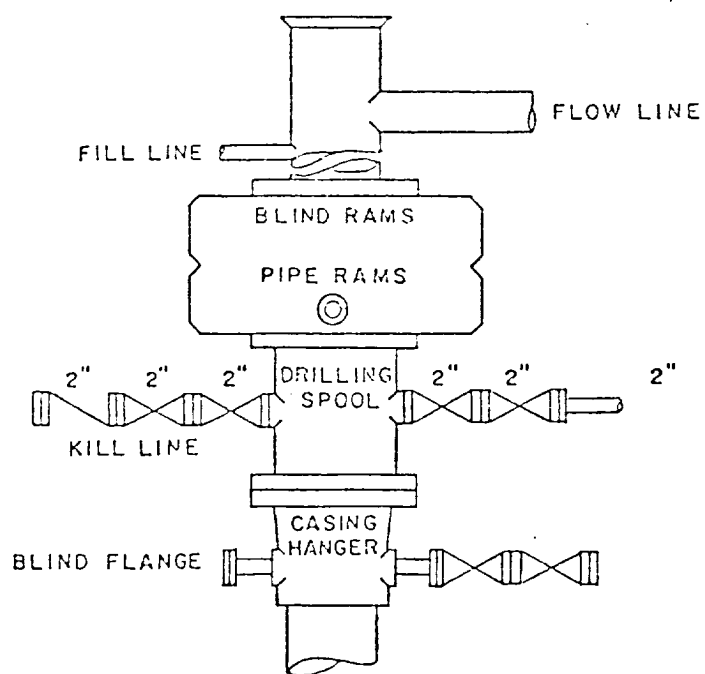 FLOW LINE
FILL LINE
BLIND RAMS
PIPE RAMS
2" 2" 2" DRILLING 2" 2" 2"
SPOOL
KILL LINE
CASING
HANGER
BLIND FLANGE